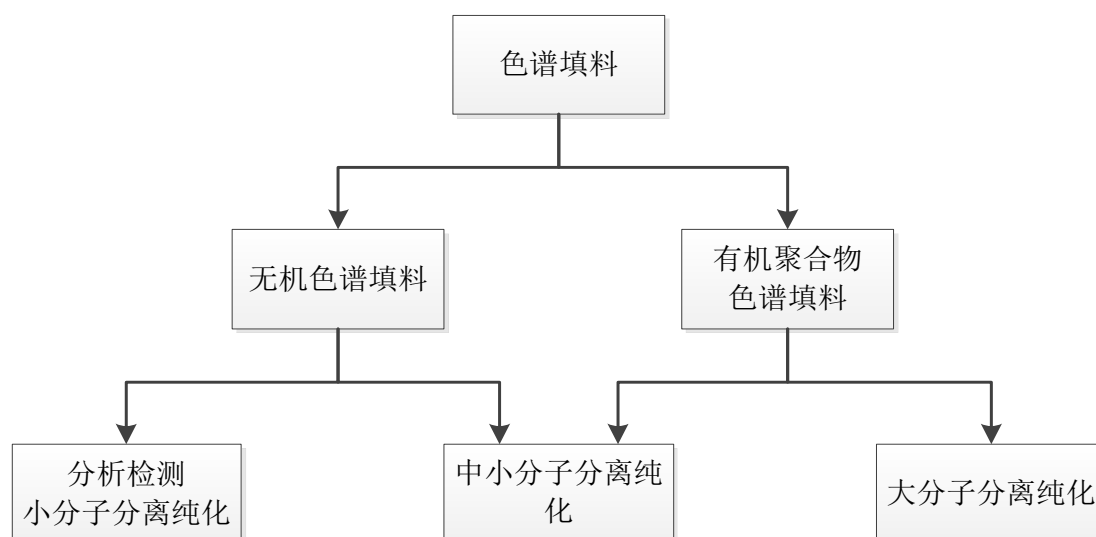 色谱填料
无机色谱填料
有机聚合物
色谱填料
分析检测
小分子分离纯化
中小分子分离纯
化
大分子分离纯化